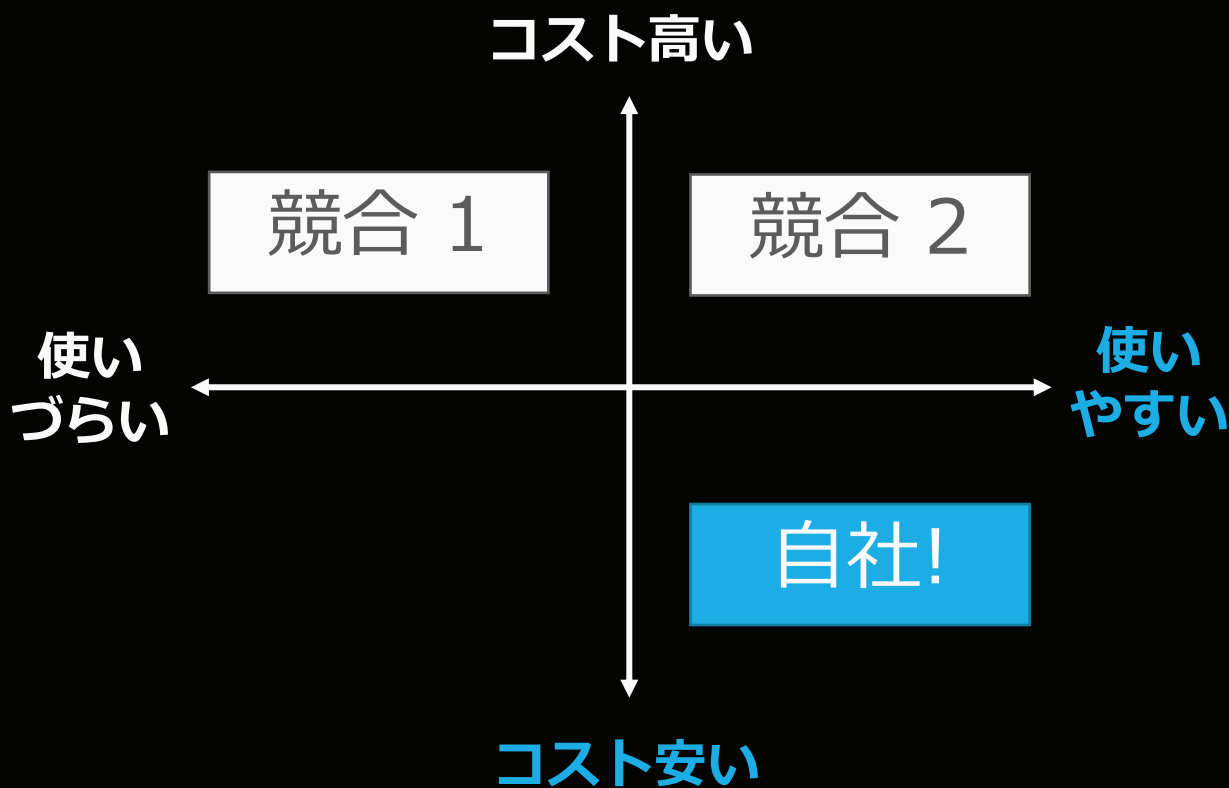 コスト高い
競合 1
競合 2
使い
づらい
使い
やすい
自社!
コスト安い